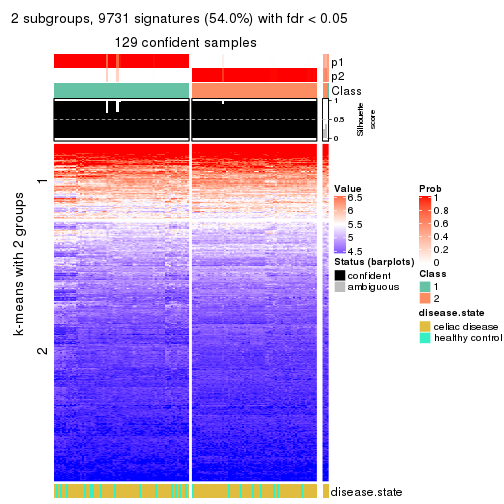 2 subgroups, 9731 signatures (54.0%) with fdr < 0.05
129 confident samples
p1
p2
Class
1
0.5
0
Silhouette
score
k-means with 2 groups
1
2
Value
6.5
6
5.5
5
4.5
Status (barplots)
confident
ambiguous
Prob
1
0.8
0.6
0.4
0.2
0
Class
1
2
disease.state
celiac disease
healthy control
disease.state